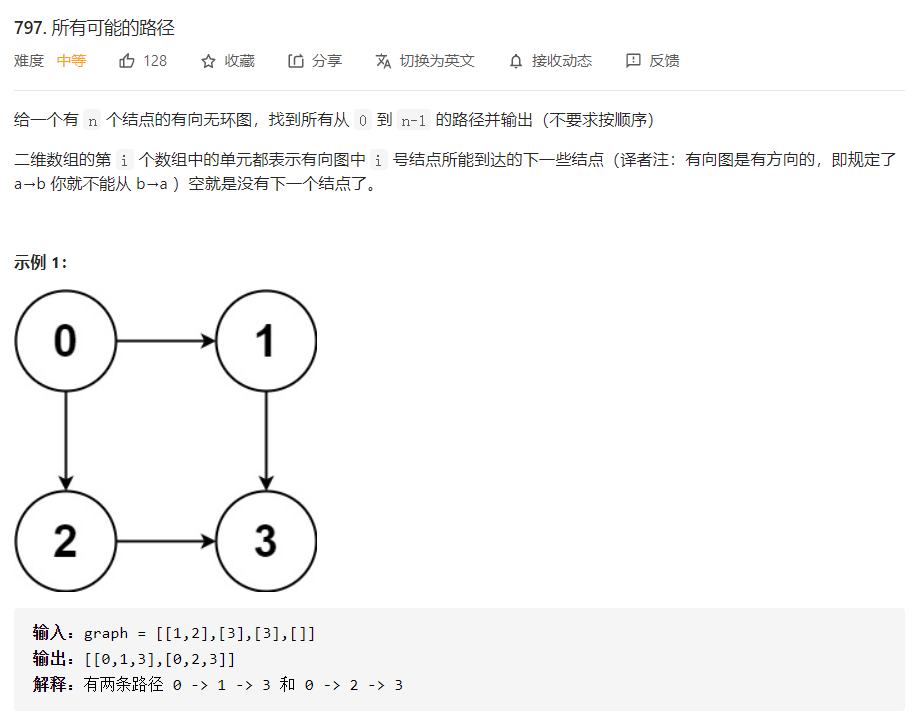 797. 所有可能的路径
难度 中等 128 收藏 分享 切换为英文 接收动态 反馈
给一个有 n 个结点的有向无环图，找到所有从 0 到 n-1 的路径并输出（不要求按顺序）
二维数组的第 i 个数组中的单元都表示有向图中 i 号结点所能到达的下一些结点（译者注：有向图是有方向的，即规定了
a→b 你就不能从 b→a ）空就是没有下一个结点了。
示例 1：
0 1
2 3
输入：graph = [[1,2],[3],[3],[]]
输出：[[0,1,3],[0,2,3]]
解释：有两条路径 0 -> 1 -> 3 和 0 -> 2 -> 3